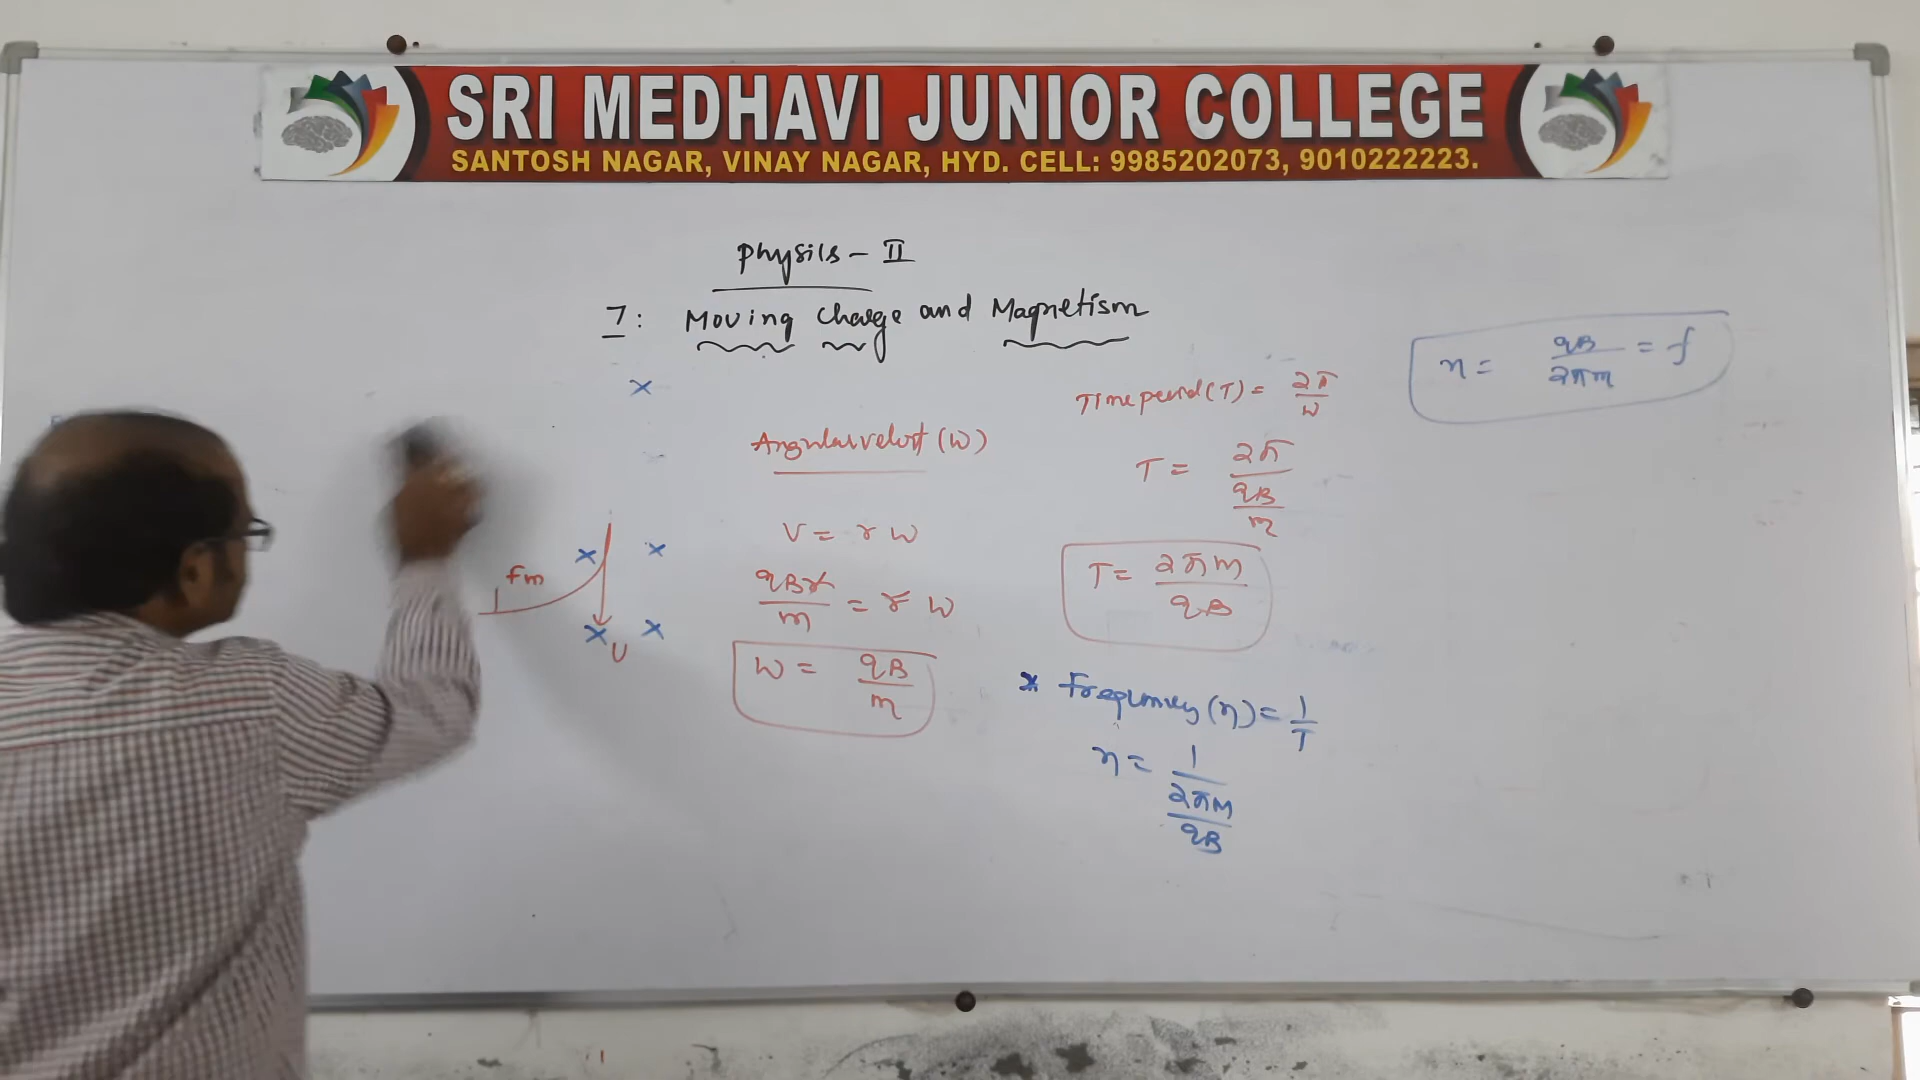 SRI MEDHAVI JUNIOR COLLEGE
SANTOSH NAGAR, VINAY NAGAR, HYD. CELL: 9985202073, 9010222223.
Physics - II
7: Moving Charge and Magnetism
fm
U
Angular velocit (W)
V = r W
qBr/m = r W
W = qB/m
Time period (T) = 2π/W
T = 2π/(qB/m)
T = 2πm/qB
* Frequency (n) = 1/T
n = 1/(2πM/qB)
n = qB/2πm = f